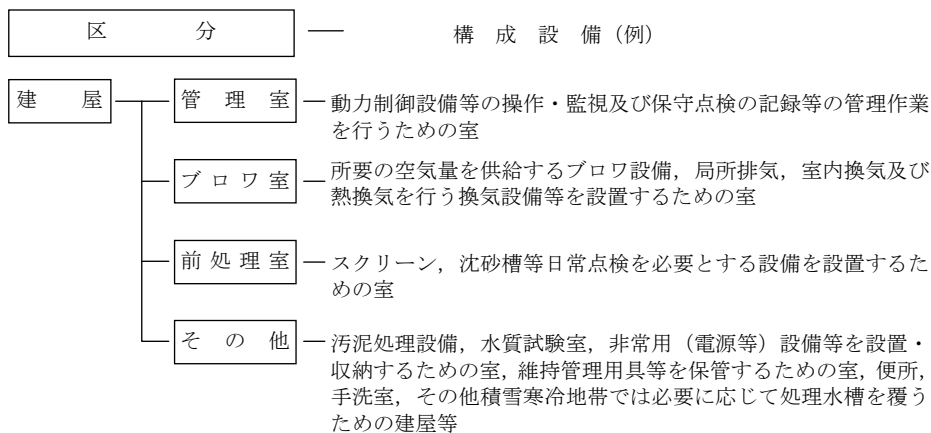 区分 構成設備(例)
建屋
管理室 動力制御設備等の操作・監視及び保守点検の記録等の管理作業
を行うための室
ブロワ室 所要の空気量を供給するブロワ設備，局所排気，室内換気及び
熱換気を行う換気設備等を設置するための室
前処理室 スクリーン，沈砂槽等日常点検を必要とする設備を設置するた
めの室
その他 汚泥処理設備，水質試験室，非常用（電源等）設備等を設置・
収納するための室，維持管理用具等を保管するための室，便所，
手洗室，その他積雪寒冷地帯では必要に応じて処理水槽を覆う
ための建屋等